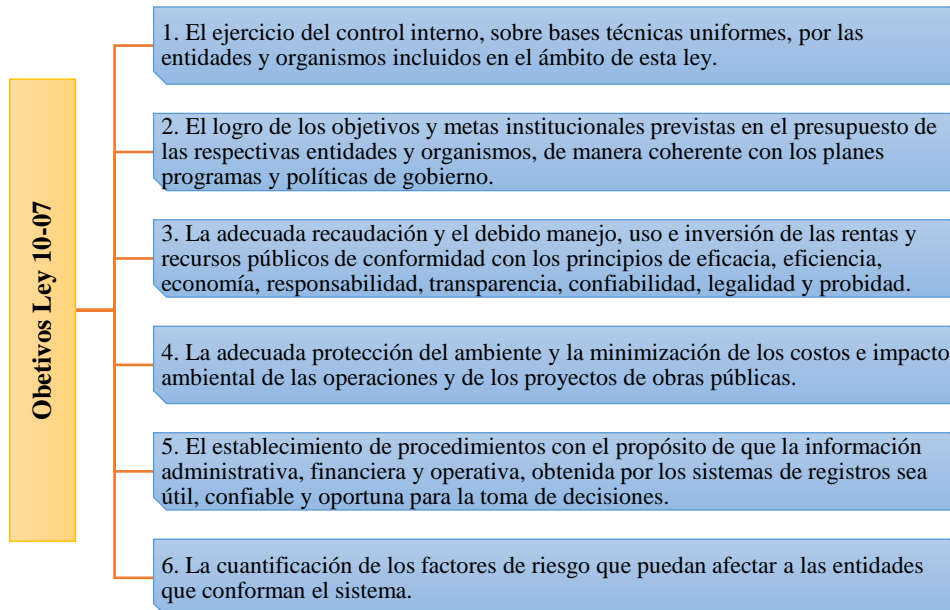 Obetivos Ley 10-07
1. El ejercicio del control interno, sobre bases técnicas uniformes, por las
entidades y organismos incluidos en el ámbito de esta ley.
2. El logro de los objetivos y metas institucionales previstas en el presupuesto de
las respectivas entidades y organismos, de manera coherente con los planes
programas y políticas de gobierno.
3. La adecuada recaudación y el debido manejo, uso e inversión de las rentas y
recursos públicos de conformidad con los principios de eficacia, eficiencia,
economía, responsabilidad, transparencia, confiabilidad, legalidad y probidad.
4. La adecuada protección del ambiente y la minimización de los costos e impacto
ambiental de las operaciones y de los proyectos de obras públicas.
5. El establecimiento de procedimientos con el propósito de que la información
administrativa, financiera y operativa, obtenida por los sistemas de registros sea
útil, confiable y oportuna para la toma de decisiones.
6. La cuantificación de los factores de riesgo que puedan afectar a las entidades
que conforman el sistema.